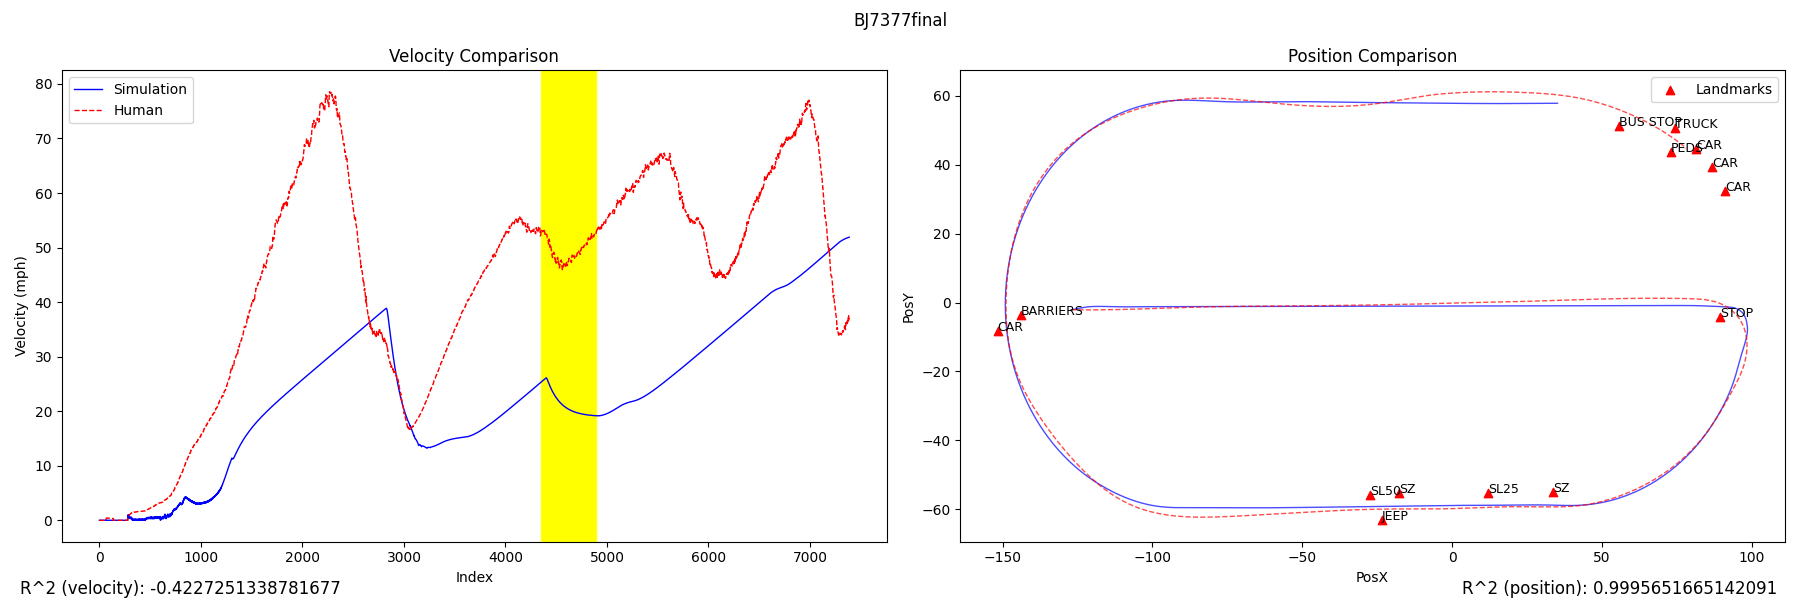 BJ7377final
Velocity Comparison
Simulation
Human
80
70
60
50
40
30
20
10
0
Velocity (mph)
0 1000 2000 3000 4000 5000 6000 7000
Index
R^2 (velocity): -0.4227251338781677
Position Comparison
Landmarks
60
40
20
0
−20
−40
−60
PosY
BUS STOP
TRUCK
PEDS
CAR
CAR
CAR
BARRIERS
CAR
STOP
SL50
SZ
SL25
SZ
JEEP
−150 −100 −50 0 50 100
PosX
R^2 (position): 0.9995651665142091